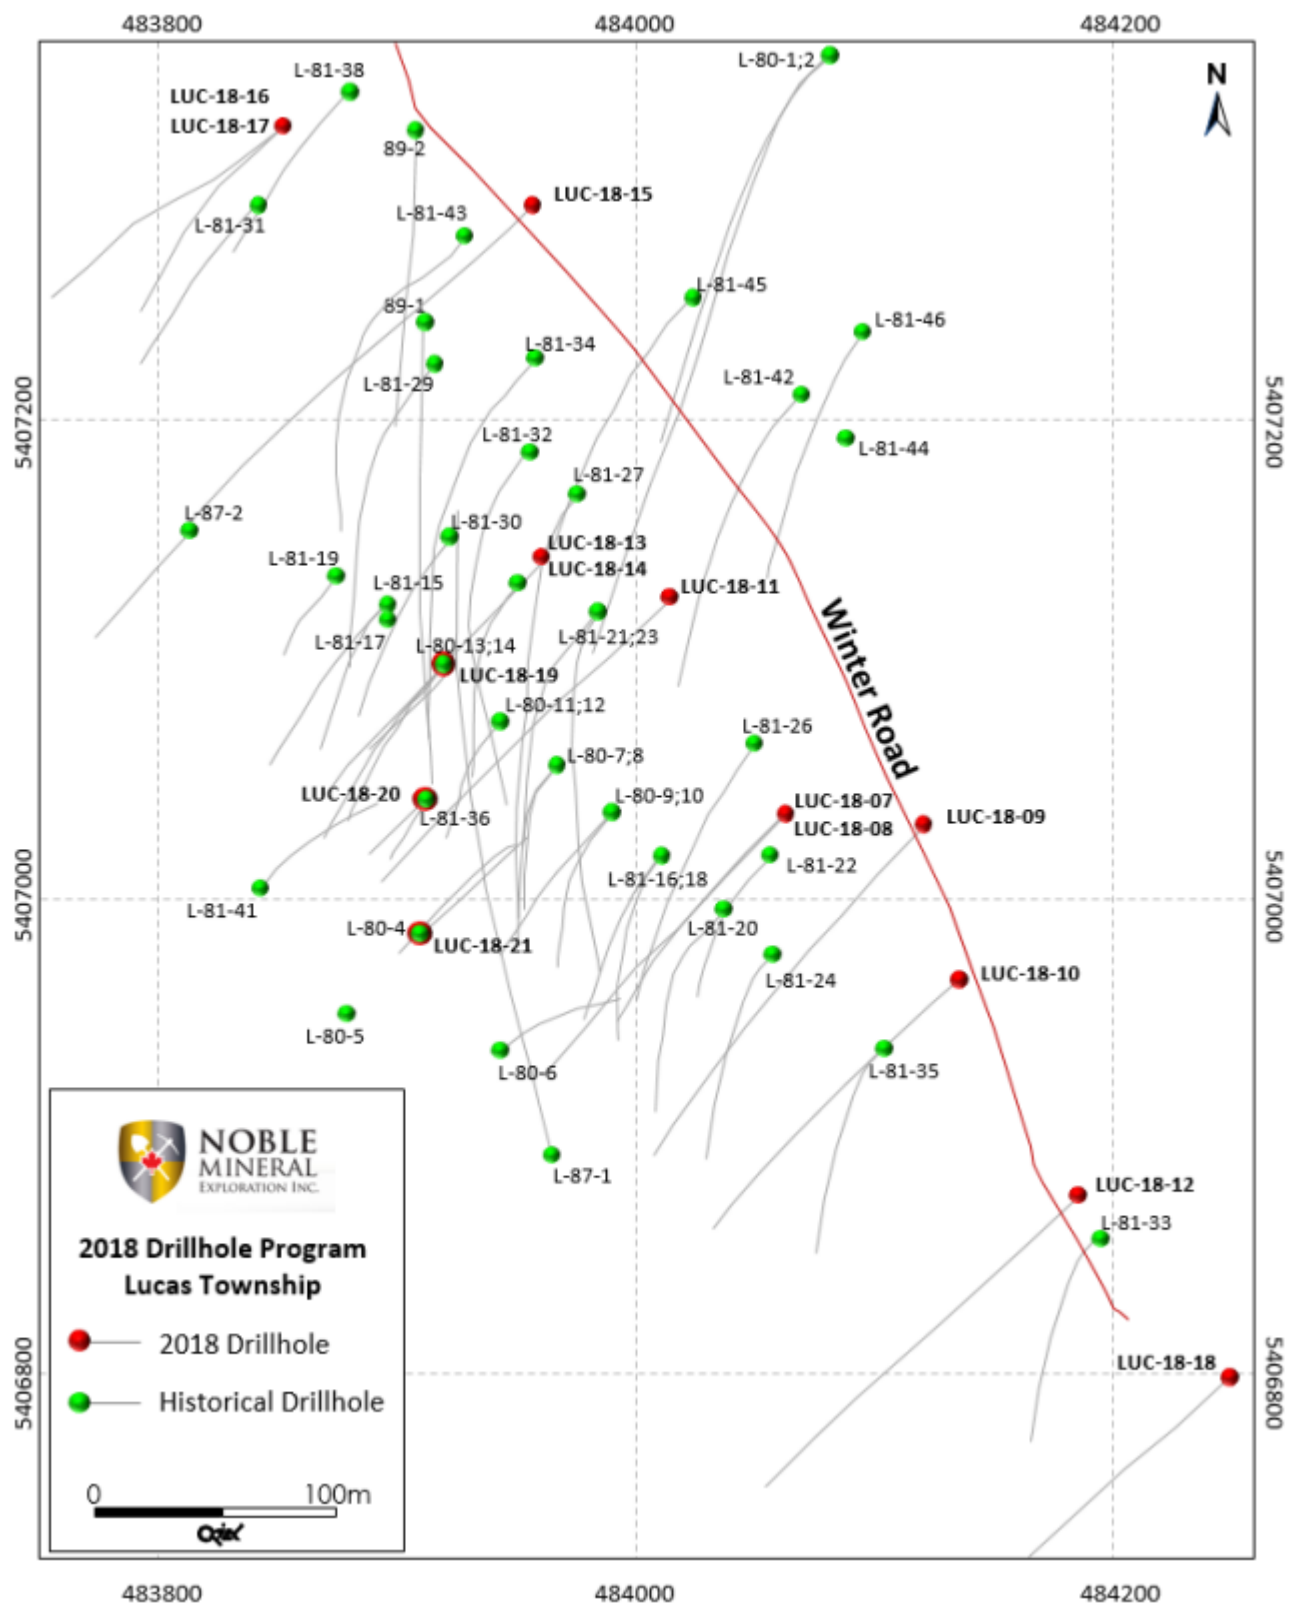 483800 484000 484200
L-80-1;2
L-81-38
N
LUC-18-16
LUC-18-17
89-2
LUC-18-15
L-81-31
L-81-43
L-81-45
89-1
L-81-46
L-81-34
L-81-29
L-81-42
5407200
5407200
L-81-32
L-81-44
L-81-27
L-87-2
L-81-30
LUC-18-13
L-81-19
LUC-18-14
L-81-15
LUC-18-11
L-81-17
L-81-21;23
Winter Road
L-80-13;14
LUC-18-19
L-80-11;12
L-81-26
L-80-7;8
LUC-18-20
L-80-9;10
LUC-18-07
L-81-36
LUC-18-08
LUC-18-09
L-81-22
L-81-16;18
5407000
5407000
L-81-41
L-80-4
L-81-20
LUC-18-21
L-81-24
LUC-18-10
L-80-5
L-80-6
L-81-35
L-87-1
LUC-18-12
L-81-33
LUC-18-18
5406800
5406800
NOBLE
MINERAL
EXPLORATION INC.
2018 Drillhole Program
Lucas Township
2018 Drillhole
Historical Drillhole
0 100m
483800 484000 484200